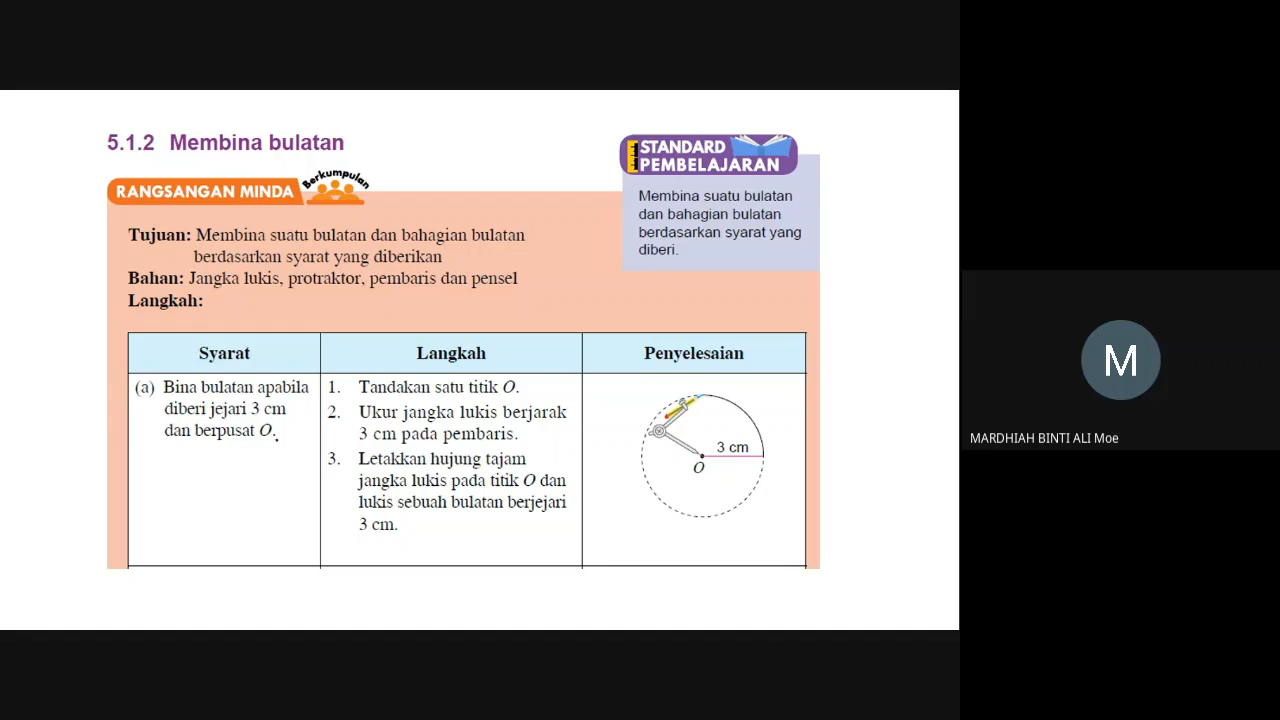 5.1.2 Membina bulatan
STANDARD
PEMBELAJARAN
Membina suatu bulatan
dan bahagian bulatan
berdasarkan syarat yang
diberi.
RANGSANGAN MINDA
Berkumpulan
Tujuan: Membina suatu bulatan dan bahagian bulatan
berdasarkan syarat yang diberikan
Bahan: Jangka lukis, protraktor, pembaris dan pensel
Langkah:
Syarat
Langkah
Penyelesaian
(a) Bina bulatan apabila
diberi jejari 3 cm
dan berpusat O.
1. Tandakan satu titik O.
2. Ukur jangka lukis berjarak
3 cm pada pembaris.
3. Letakkan hujung tajam
jangka lukis pada titik O dan
lukis sebuah bulatan berjejari
3 cm.
3 cm
O
M
MARDHIAH BINTI ALI Moe